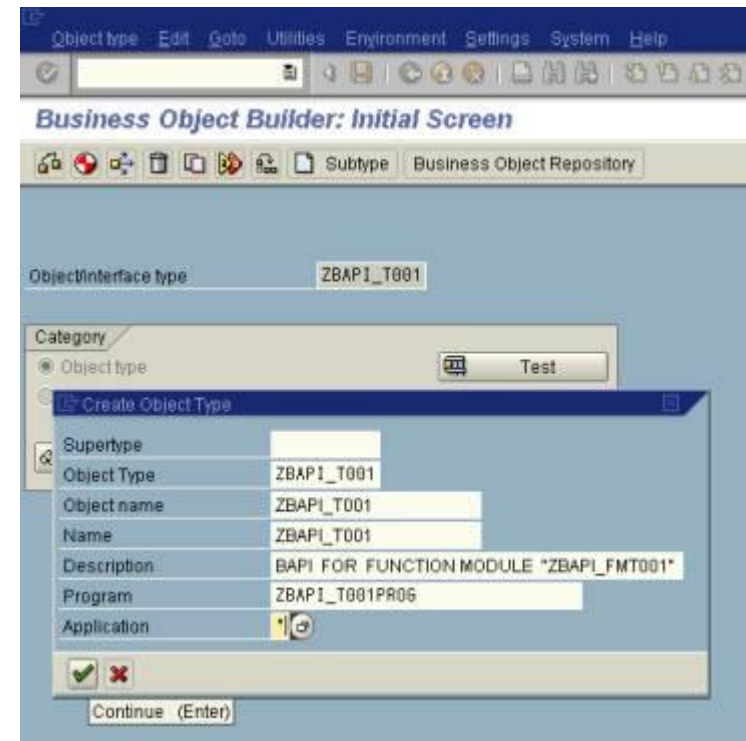 Object type Edit Goto Utilities Environment Settings System Help
Business Object Builder: Initial Screen
Subtype Business Object Repository
Object/interface type ZBAPI_T001
Category
Object type
Test
Create Object Type
Supertype
Object Type ZBAPI_T001
Object name ZBAPI_T001
Name ZBAPI_T001
Description BAPI FOR FUNCTION MODULE "ZBAPI_FMT001"
Program ZBAPI_T001PROG
Application *
Continue (Enter)